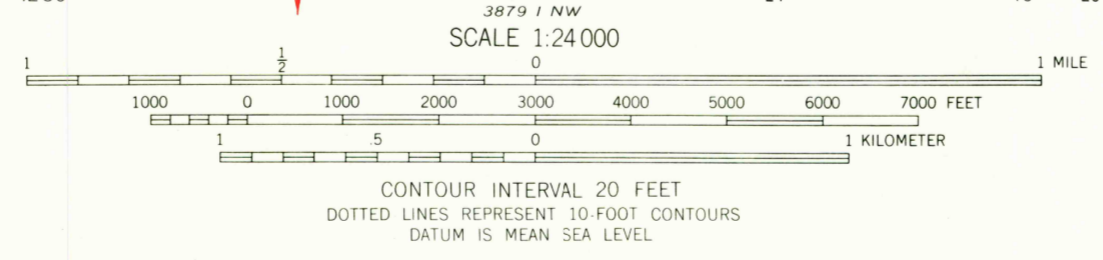 3879 I NW
SCALE 1:24 000
1 1/2 0 1 MILE
1000 0 1000 2000 3000 4000 5000 6000 7000 FEET
1 .5 0 1 KILOMETER
CONTOUR INTERVAL 20 FEET
DOTTED LINES REPRESENT 10-FOOT CONTOURS
DATUM IS MEAN SEA LEVEL